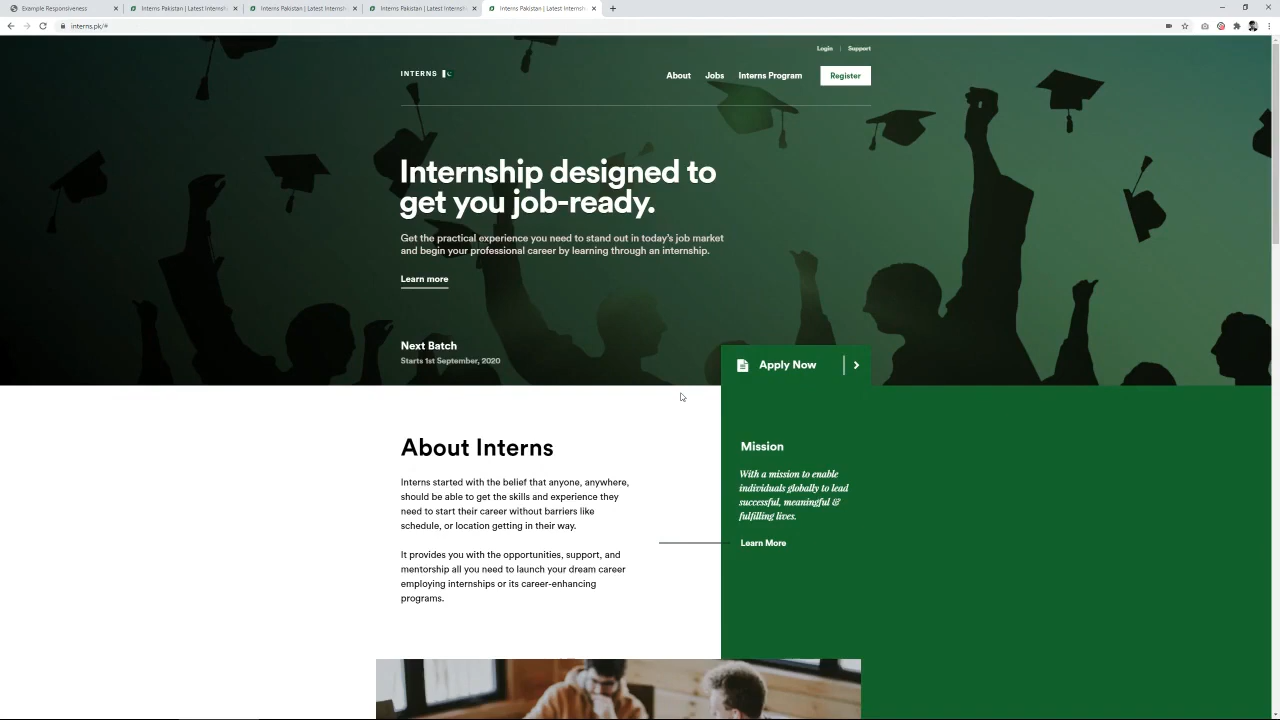 Example Responsiveness
Interns Pakistan | Latest Internsh
Interns Pakistan | Latest Internsh
Interns Pakistan | Latest Internsh
Interns Pakistan | Latest Internsh
interns.pk/#
Login | Support
INTERNS
About Jobs Interns Program Register
Internship designed to
get you job-ready.
Get the practical experience you need to stand out in today's job market
and begin your professional career by learning through an internship.
Learn more
Next Batch
Starts 1st September, 2020
Apply Now
About Interns
Interns started with the belief that anyone, anywhere,
should be able to get the skills and experience they
need to start their career without barriers like
schedule, or location getting in their way.
It provides you with the opportunities, support, and
mentorship all you need to launch your dream career
employing internships or its career-enhancing
programs.
Mission
With a mission to enable
individuals globally to lead
successful, meaningful &
fulfilling lives.
Learn More